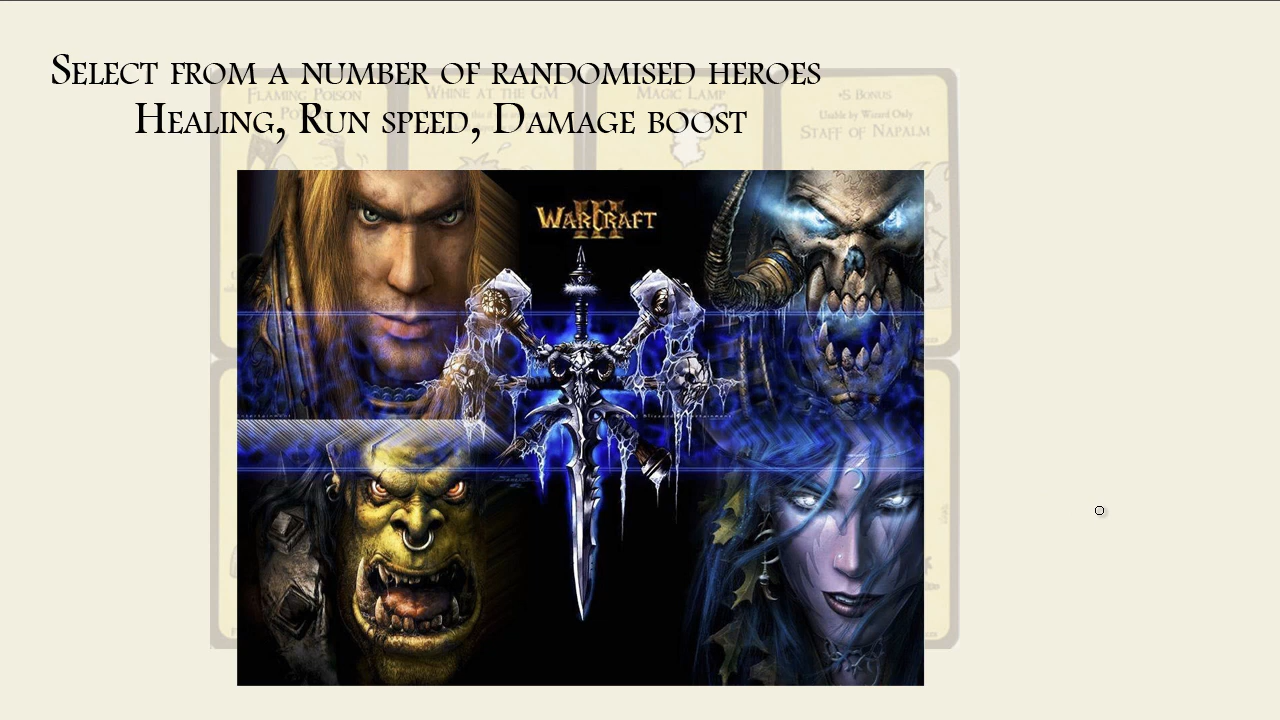 Select from a number of randomised heroes
Healing, Run speed, Damage boost
Flaming Poison
Whine at the GM
Magic Lamp
+5 Bonus
Usable by Wizard Only
Staff of Napalm
WarCraft
III